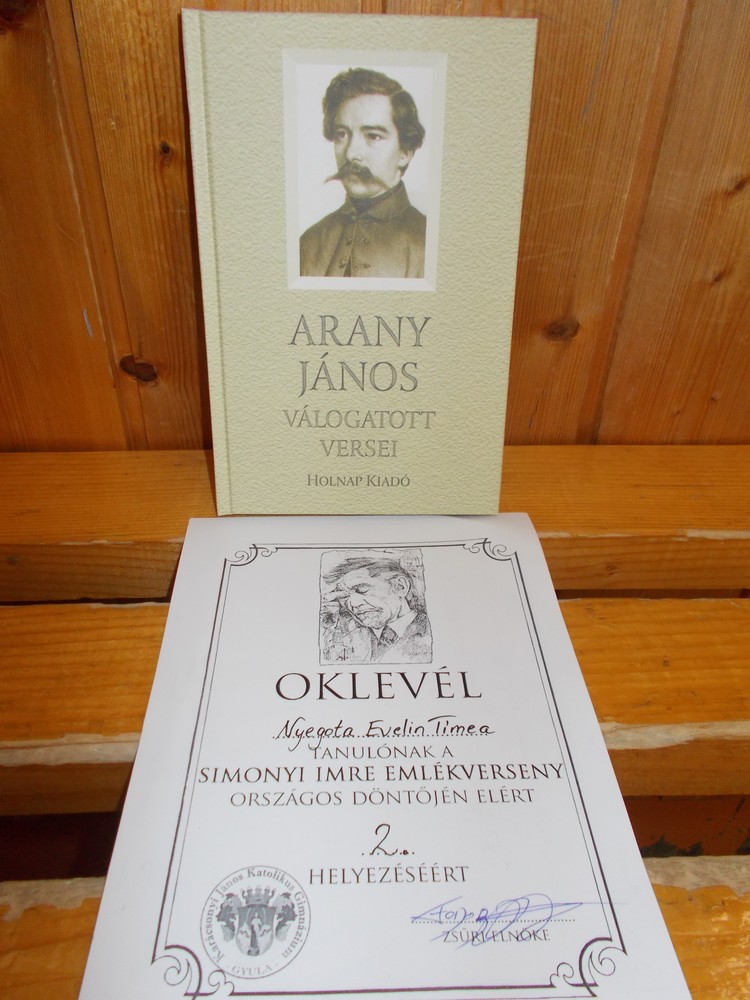 ARANY
JÁNOS
VÁLOGATOTT
VERSEI
HOLNAP KIADÓ
OKLEVÉL
Nyegota Evelin Tímea
TANULÓNAK A
SIMONYI IMRE EMLÉKVERSENY
ORSZÁGOS DÖNTŐJÉN ELÉRT
2.
HELYEZÉSÉÉRT
Karácsonyi János Katolikus Gimnázium
- GYULA -
ZSŰRI ELNÖKE